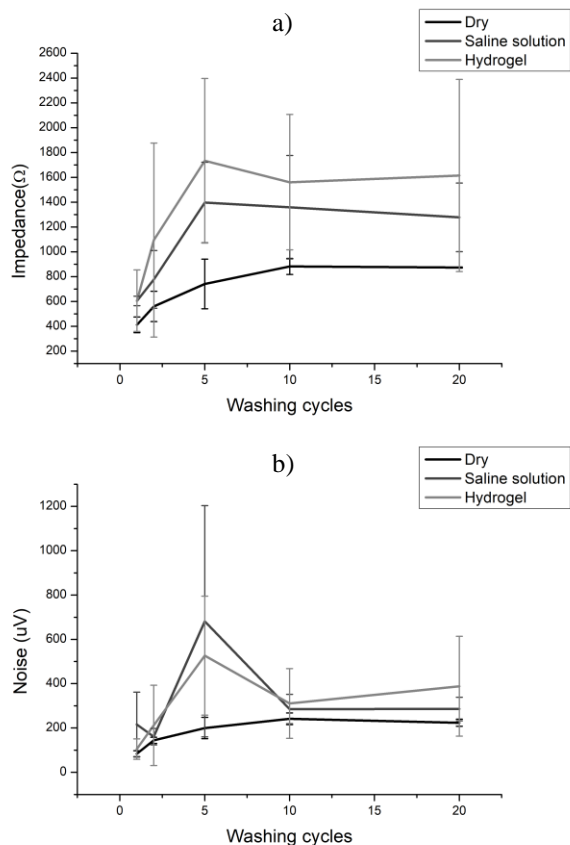 a)
Dry
Saline solution
Hydrogel
2600
2400
2200
2000
1800
1600
1400
1200
1000
800
600
400
200
Impedance(Ω)
0 5 10 15 20
Washing cycles
b)
Dry
Saline solution
Hydrogel
1200
1000
800
600
400
200
0
Noise (uV)
0 5 10 15 20
Washing cycles